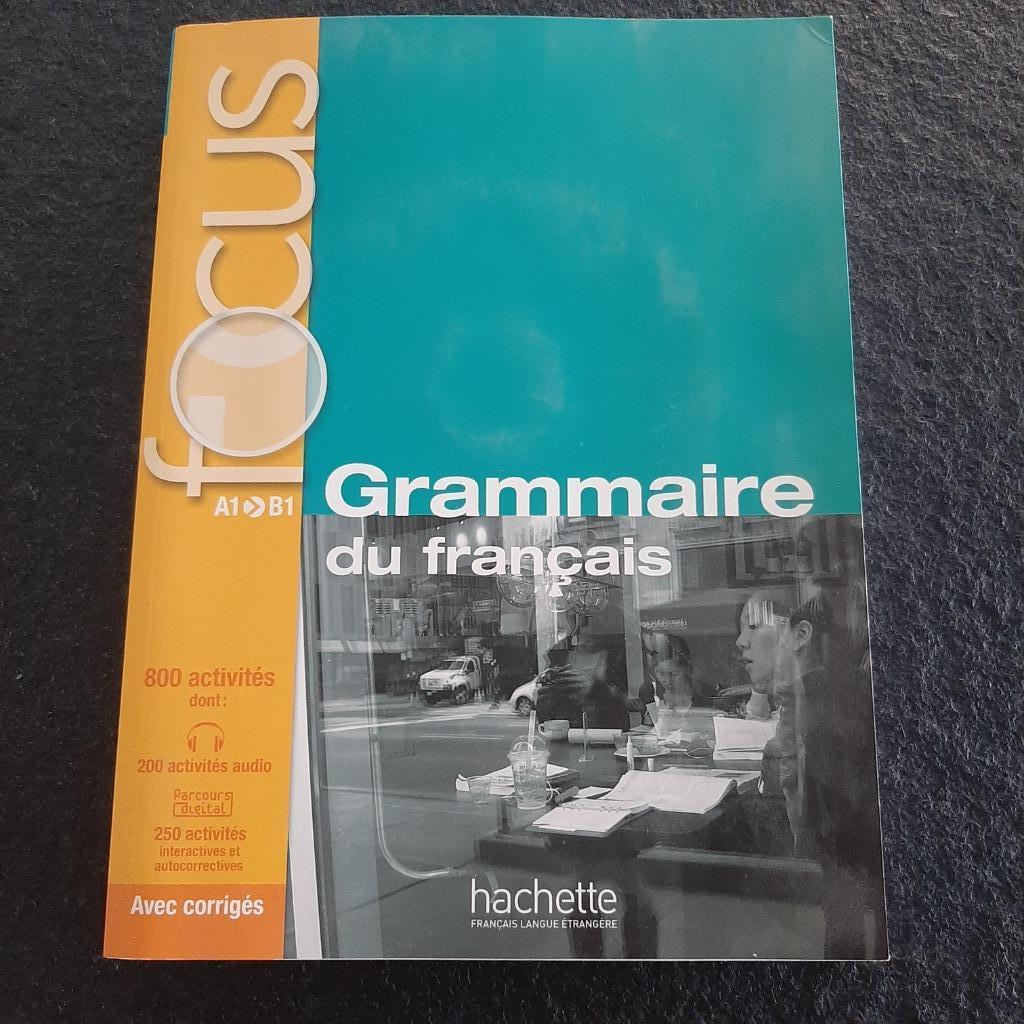 focus
A1 B1
Grammaire
du français
800 activités
dont :
200 activités audio
Parcours
digital
250 activités
interactives et
autocorrectives
Avec corrigés
hachette
FRANÇAIS LANGUE ÉTRANGÈRE